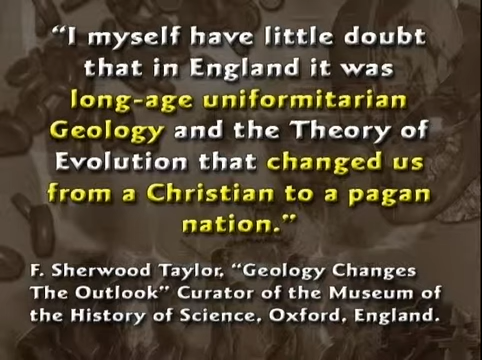 “I myself have little doubt
that in England it was
long-age uniformitarian
Geology and the Theory of
Evolution that changed us
from a Christian to a pagan
nation.”
F. Sherwood Taylor, “Geology Changes
The Outlook” Curator of the Museum of
the History of Science, Oxford, England.